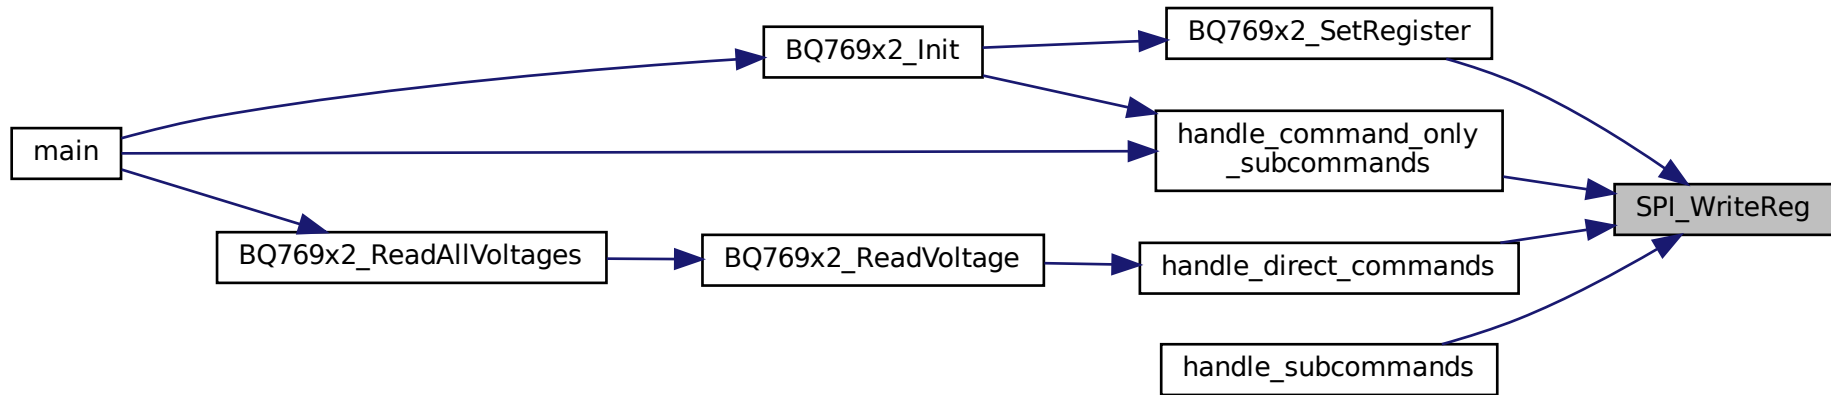 main
BQ769x2_Init
BQ769x2_SetRegister
handle_command_only
_subcommands
SPI_WriteReg
BQ769x2_ReadAllVoltages
BQ769x2_ReadVoltage
handle_direct_commands
handle_subcommands